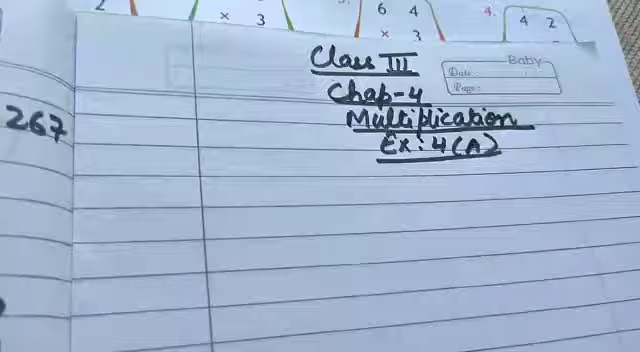 2
× 3
6 4
× 3
4.
4 2
Class III
Baby
Date:
Page:
Chap-4
Multiplication
Ex: 4(A)
267